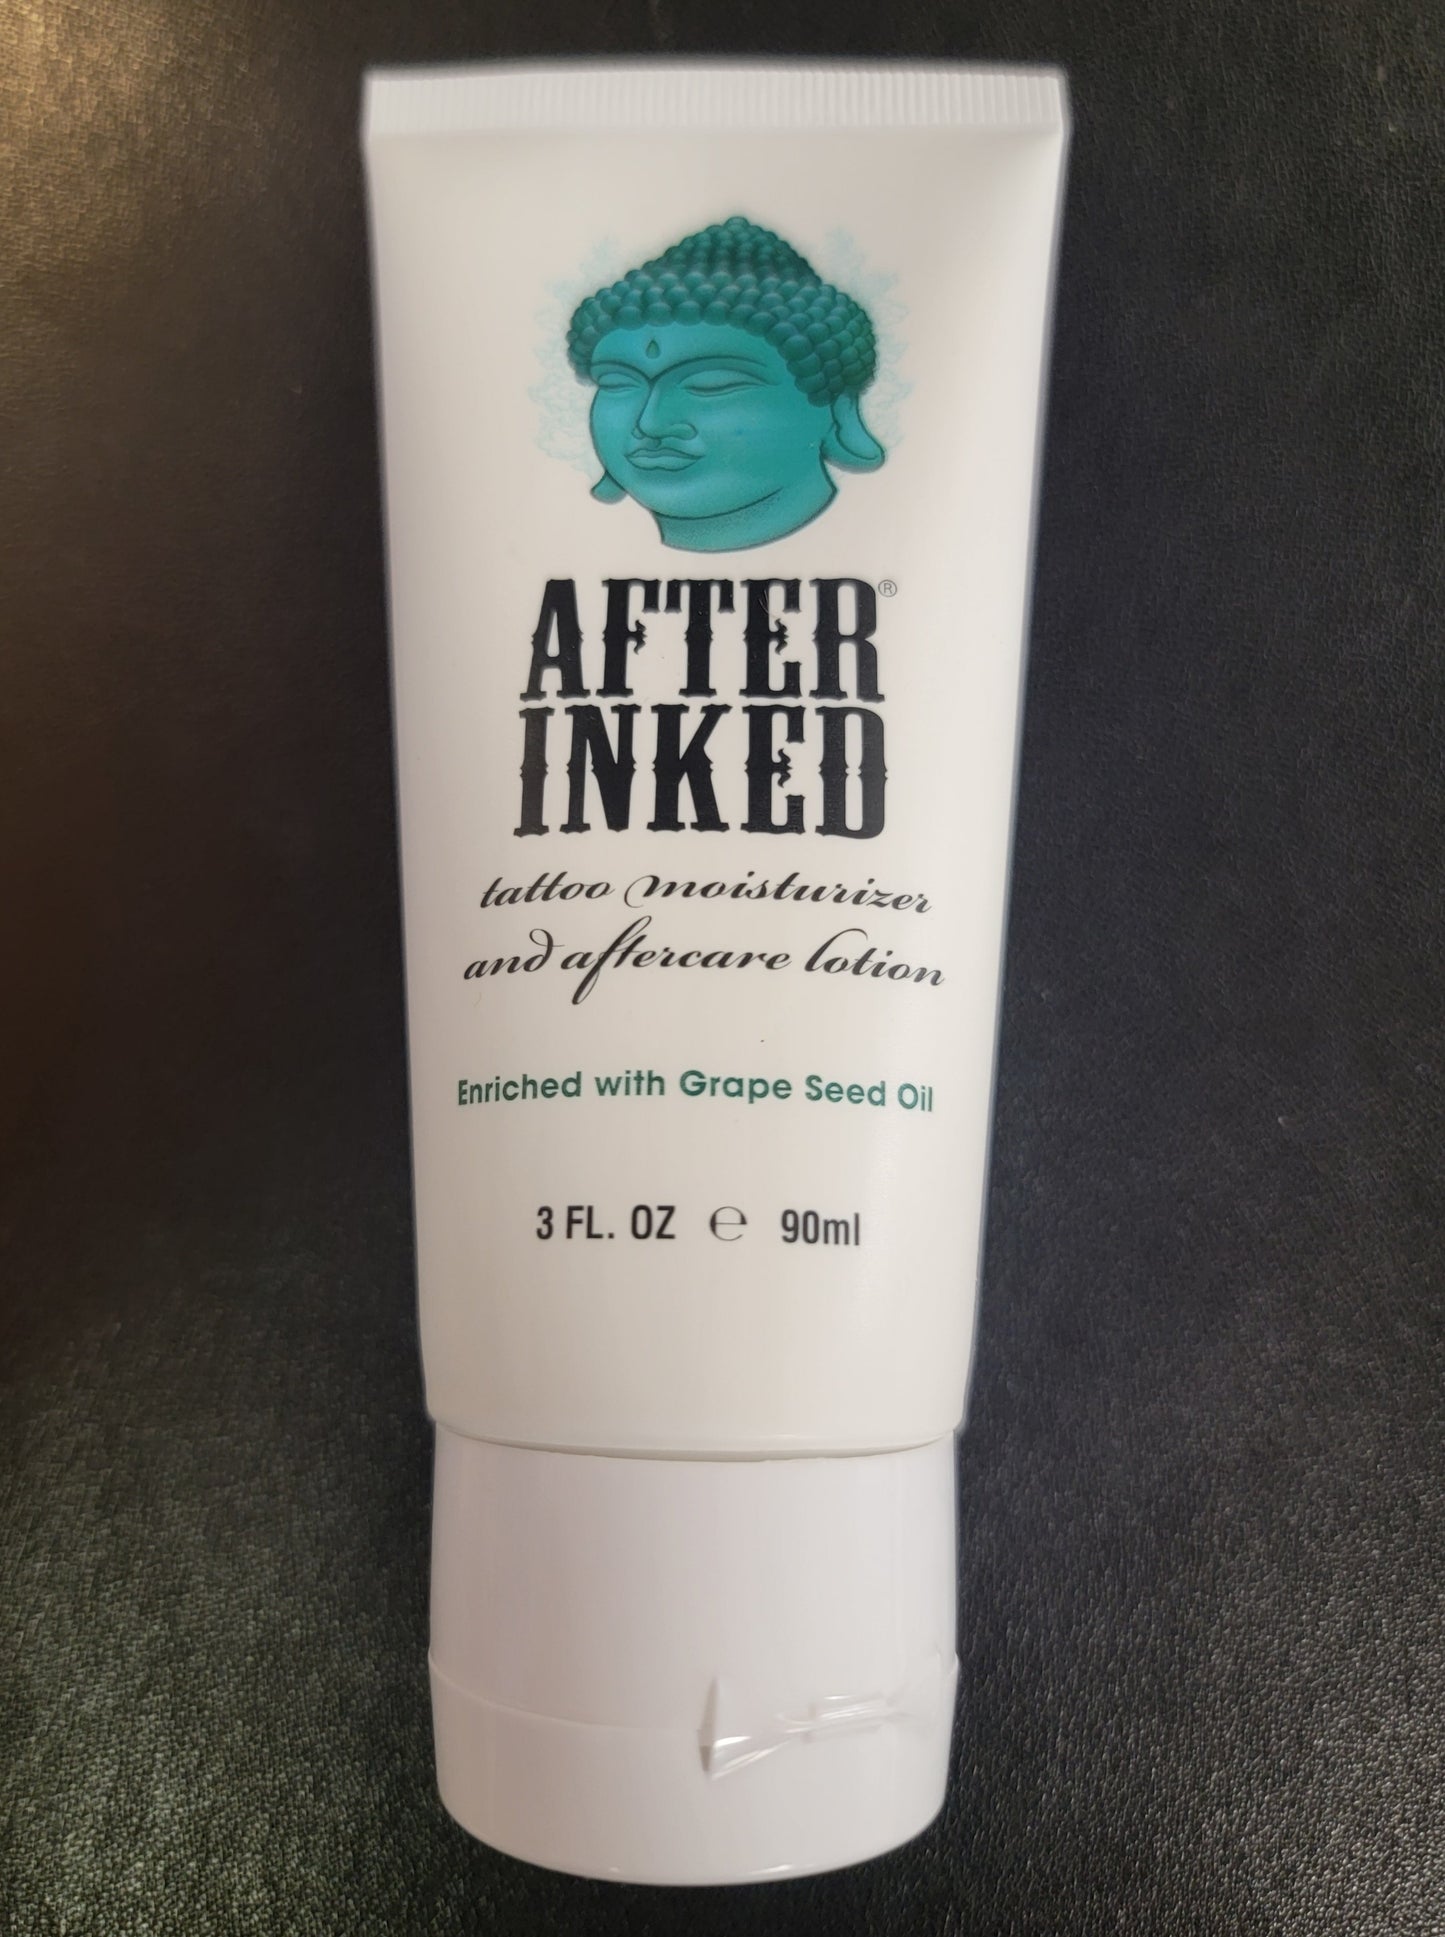 AFTER®
INKED
tattoo moisturizer
and aftercare lotion
Enriched with Grape Seed Oil
3 FL. OZ ℮ 90ml